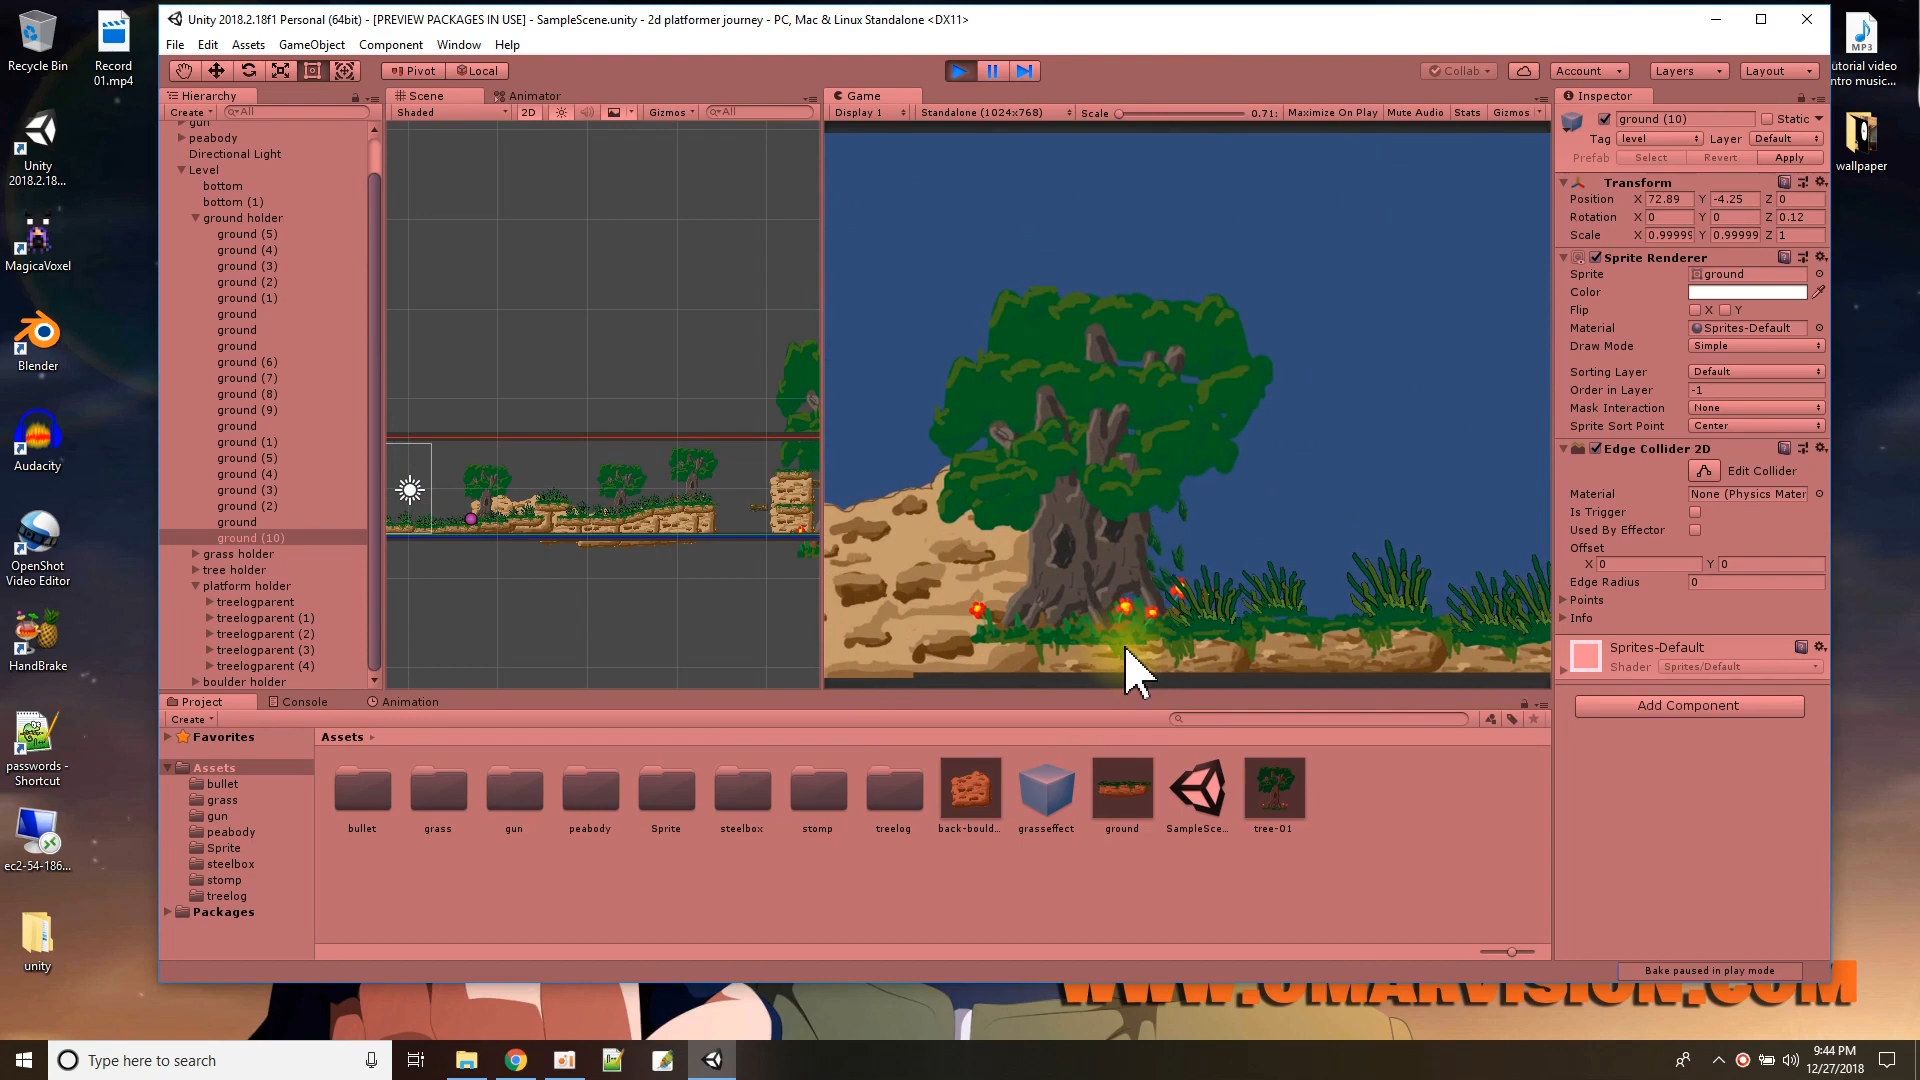 Unity 2018.2.18f1 Personal (64bit) - [PREVIEW PACKAGES IN USE] - SampleScene.unity - 2d platformer journey - PC, Mac & Linux Standalone <DX11>
File Edit Assets GameObject Component Window Help
Pivot Local
Collab Account Layers Layout
Hierarchy
Create All
gun
peabody
Directional Light
Level
bottom
bottom (1)
ground holder
ground (5)
ground (4)
ground (3)
ground (2)
ground (1)
ground
ground
ground
ground (6)
ground (7)
ground (8)
ground (9)
ground
ground (1)
ground (5)
ground (4)
ground (3)
ground (2)
ground
ground (10)
grass holder
tree holder
platform holder
treelogparent
treelogparent (1)
treelogparent (2)
treelogparent (3)
treelogparent (4)
boulder holder
Scene Animator
Shaded 2D Gizmos All
Game
Display 1 Standalone (1024x768) Scale 0.71: Maximize On Play Mute Audio Stats Gizmos
Inspector
ground (10) Static
Tag level Layer Default
Prefab Select Revert Apply
Transform
Position X 72.89 Y -4.25 Z 0
Rotation X 0 Y 0 Z 0.12
Scale X 0.99999 Y 0.99999 Z 1
Sprite Renderer
Sprite ground
Color
Flip X Y
Material Sprites-Default
Draw Mode Simple
Sorting Layer Default
Order in Layer -1
Mask Interaction None
Sprite Sort Point Center
Edge Collider 2D
Edit Collider
Material None (Physics Mater
Is Trigger
Used By Effector
Offset
X 0 Y 0
Edge Radius 0
Points
Info
Sprites-Default
Shader Sprites/Default
Add Component
Project Console Animation
Create
Favorites
Assets
bullet
grass
gun
peabody
Sprite
steelbox
stomp
treelog
Packages
Assets
bullet grass gun peabody Sprite steelbox stomp treelog back-bould... grasseffect ground SampleSce... tree-01
Bake paused in play mode
WWW.OMARVISION.COM
Recycle Bin
Record 01.mp4
Unity 2018.2.18...
MagicaVoxel
Blender
Audacity
OpenShot Video Editor
HandBrake
passwords - Shortcut
ec2-54-186...
unity
MP3
utorial video
ntro music...
wallpaper
Type here to search
9:44 PM
12/27/2018